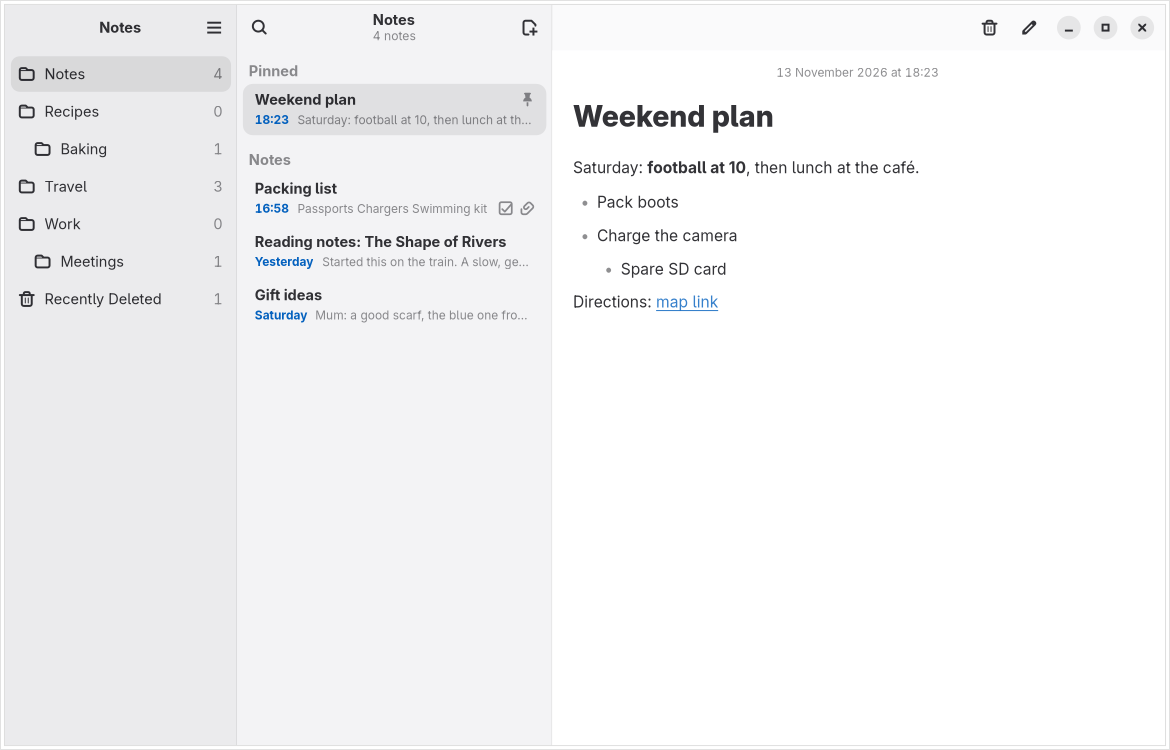 Notes
Notes 4
Recipes 0
Baking 1
Travel 3
Work 0
Meetings 1
Recently Deleted 1
Notes
4 notes
Pinned
Weekend plan
18:23 Saturday: football at 10, then lunch at th...
Notes
Packing list
16:58 Passports Chargers Swimming kit
Reading notes: The Shape of Rivers
Yesterday Started this on the train. A slow, ge...
Gift ideas
Saturday Mum: a good scarf, the blue one fro...
13 November 2026 at 18:23
Weekend plan
Saturday: football at 10, then lunch at the café.
• Pack boots
• Charge the camera
• Spare SD card
Directions: map link